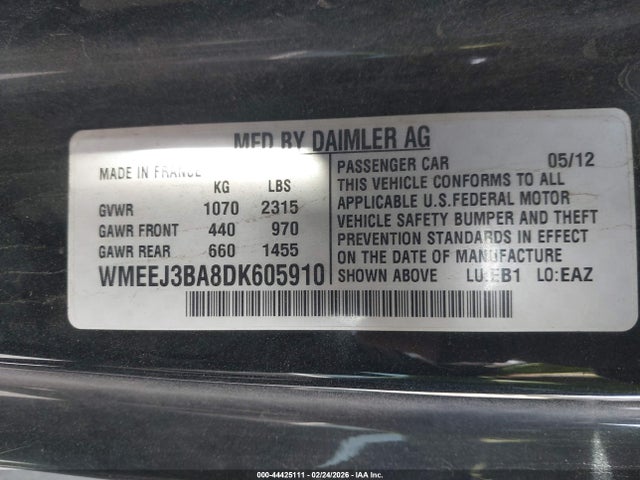 MFD BY DAIMLER AG
MADE IN FRANCE
KG LBS
GVWR 1070 2315
GAWR FRONT 440 970
GAWR REAR 660 1455
WMEEJ3BA8DK605910
PASSENGER CAR 05/12
THIS VEHICLE CONFORMS TO ALL
APPLICABLE U.S.FEDERAL MOTOR
VEHICLE SAFETY BUMPER AND THEFT
PREVENTION STANDARDS IN EFFECT
ON THE DATE OF MANUFACTURE
SHOWN ABOVE LU:EB1 LO:EAZ
000-44425111 - 02/24/2026 - IAA Inc.